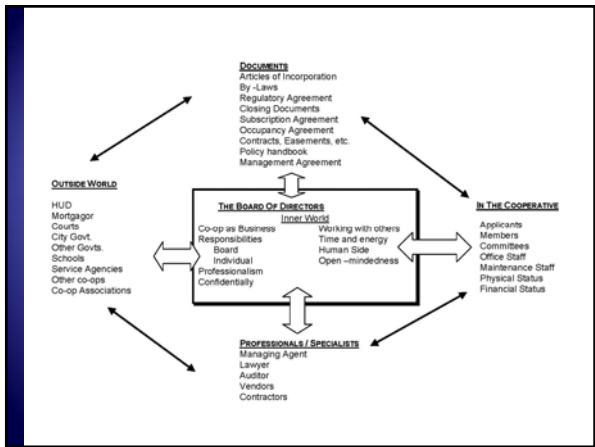 DOCUMENTS
Articles of Incorporation
By -Laws
Regulatory Agreement
Closing Documents
Subscription Agreement
Occupancy Agreement
Contracts, Easements, etc.
Policy handbook
Management Agreement
OUTSIDE WORLD
HUD
Mortgagor
Courts
City Govt.
Other Govts.
Schools
Service Agencies
Other co-ops
Co-op Associations
THE BOARD OF DIRECTORS
Inner World
Co-op as Business
Responsibilities
Board
Individual
Professionalism
Confidentially
Working with others
Time and energy
Human Side
Open –mindedness
IN THE COOPERATIVE
Applicants
Members
Committees
Office Staff
Maintenance Staff
Physical Status
Financial Status
PROFESSIONALS / SPECIALISTS
Managing Agent
Lawyer
Auditor
Vendors
Contractors